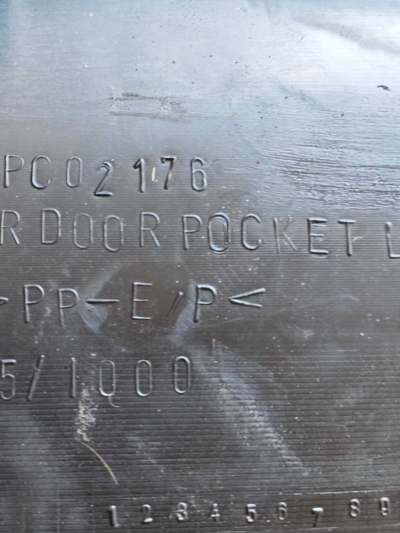 PC02176
R DOOR POCKET L
>PP-E/P<
5/1000
1 2 3 4 5 6 7 8 9